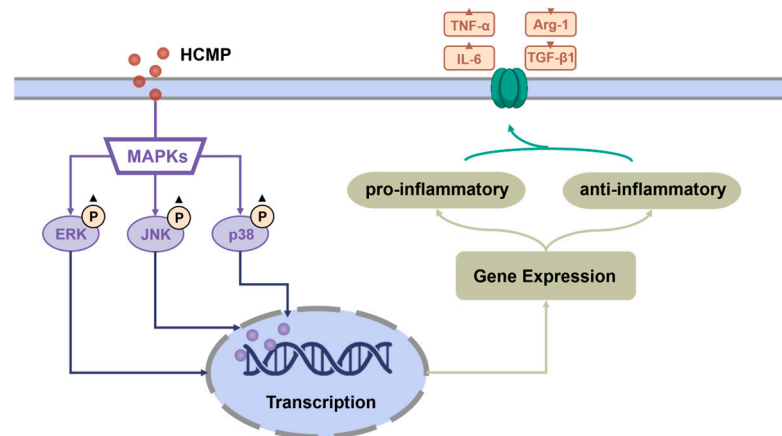 TNF-α
Arg-1
HCMP
IL-6
TGF-β1
MAPKs
P
P
P
ERK
JNK
p38
pro-inflammatory
anti-inflammatory
Gene Expression
Transcription